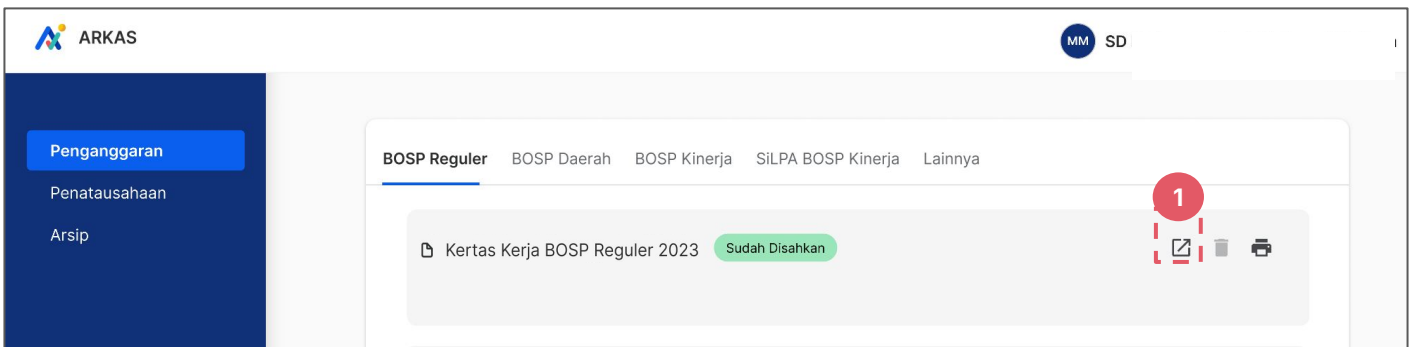 ARKAS
MM SD
Penganggaran
Penatausahaan
Arsip
BOSP Reguler BOSP Daerah BOSP Kinerja SiLPA BOSP Kinerja Lainnya
1
Kertas Kerja BOSP Reguler 2023 Sudah Disahkan